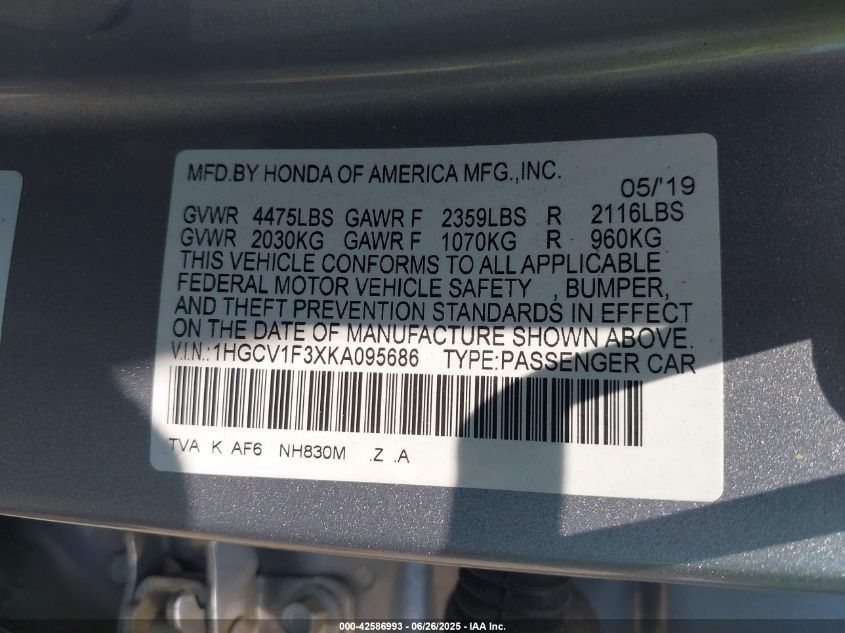 MFD.BY HONDA OF AMERICA MFG.,INC.
05/'19
GVWR 4475LBS GAWR F 2359LBS R 2116LBS
GVWR 2030KG GAWR F 1070KG R 960KG
THIS VEHICLE CONFORMS TO ALL APPLICABLE
FEDERAL MOTOR VEHICLE SAFETY , BUMPER,
AND THEFT PREVENTION STANDARDS IN EFFECT
ON THE DATE OF MANUFACTURE SHOWN ABOVE.
V.I.N.:1HGCV1F3XKA095686 TYPE:PASSENGER CAR
TVA K AF6 NH830M .Z .A
000-42586993 | 06/26/2025 - IAA Inc.